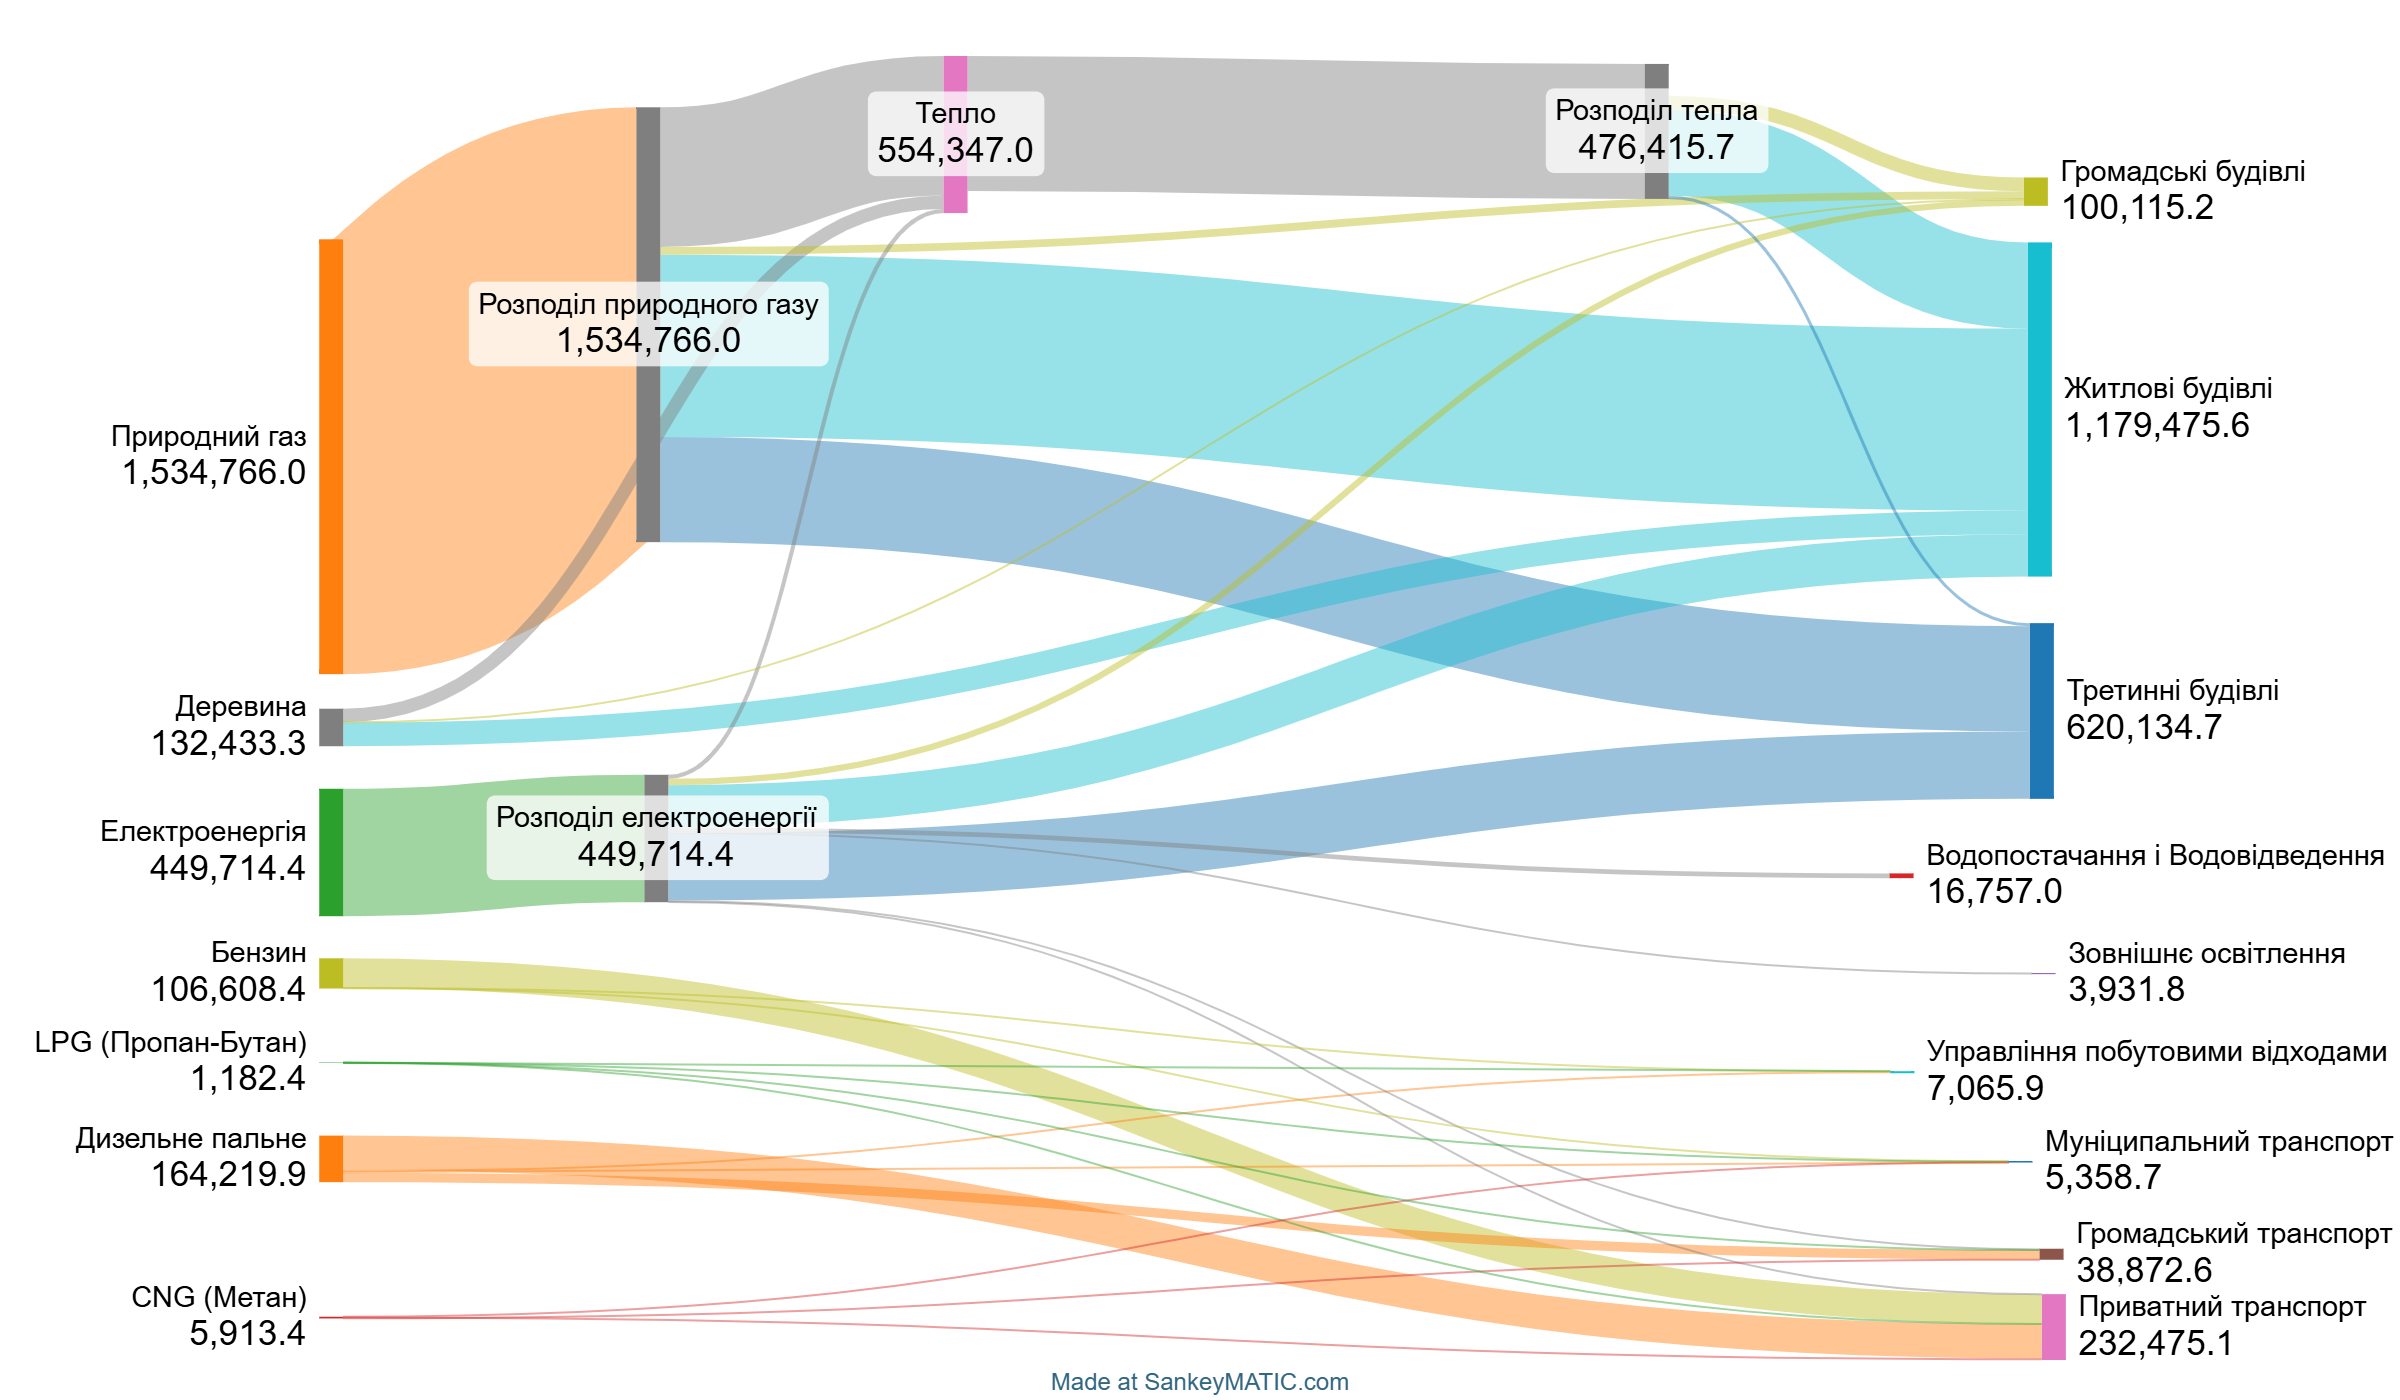 Тепло
554,347.0
Розподіл тепла
476,415.7
Громадські будівлі
100,115.2
Розподіл природного газу
1,534,766.0
Житлові будівлі
1,179,475.6
Природний газ
1,534,766.0
Деревина
132,433.3
Третинні будівлі
620,134.7
Електроенергія
449,714.4
Розподіл електроенергії
449,714.4
Водопостачання і Водовідведення
16,757.0
Бензин
106,608.4
Зовнішнє освітлення
3,931.8
LPG (Пропан-Бутан)
1,182.4
Управління побутовими відходами
7,065.9
Дизельне пальне
164,219.9
Муніципальний транспорт
5,358.7
Громадський транспорт
38,872.6
CNG (Метан)
5,913.4
Приватний транспорт
232,475.1
Made at SankeyMATIC.com